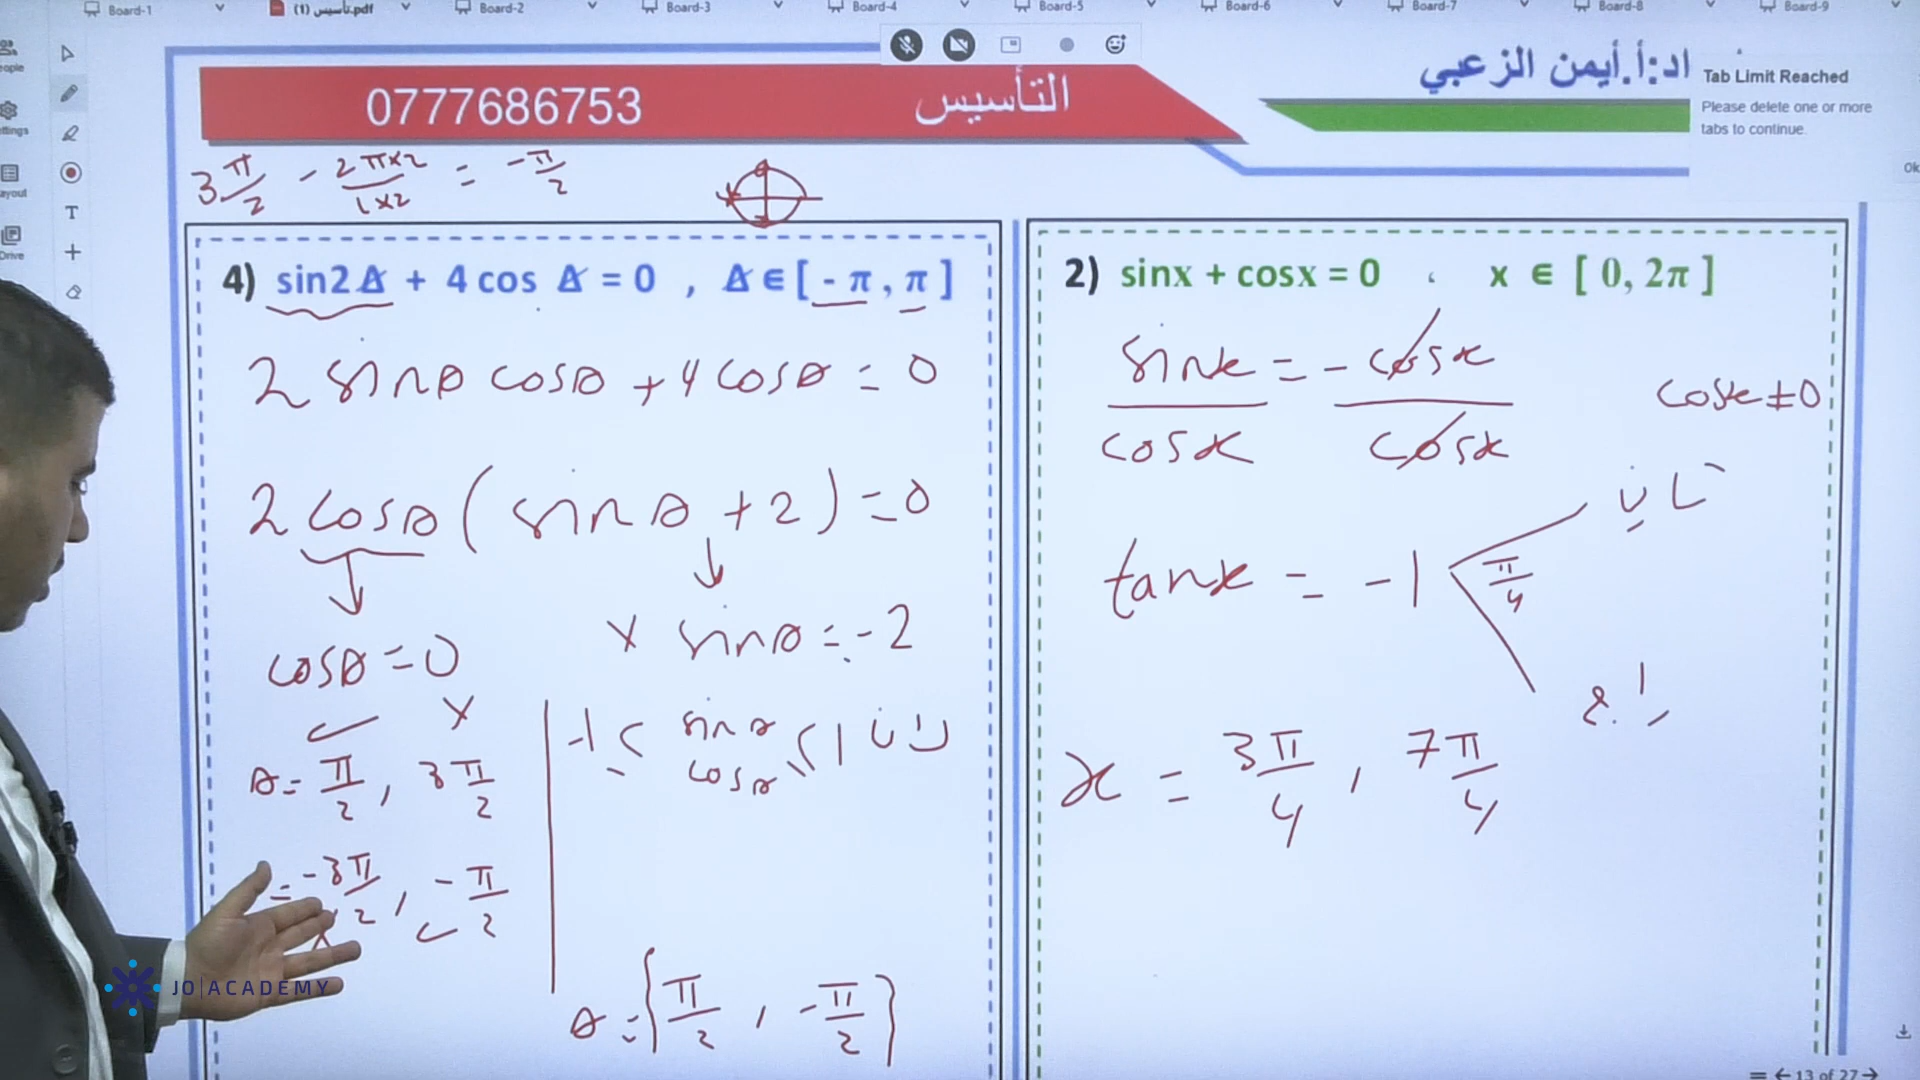 Board-1 تأسيس (1).pdf Board-2 Board-3 Board-4 Board-5 Board-6 Board-7 Board-8 Board-9
0777686753 التأسيس
اد:أ.أيمن الزعبي
Tab Limit Reached
Please delete one or more
tabs to continue.
Ok
3π/2 - 2π×2/1×2 = -π/2
4) sin2θ + 4 cos θ = 0 , θ ∈ [ - π , π ]
2 sinθ cosθ + 4 cosθ = 0
2 cosθ ( sinθ + 2 ) = 0
cosθ = 0
× sinθ = -2
θ = π/2 , 3π/2
-1 ≤ sinθ cosθ ≤ 1
= -3π/2 , -π/2
θ = { π/2 , -π/2 }
JO|ACADEMY
2) sinx + cosx = 0 , x ∈ [ 0, 2π ]
sinx/cosx = -cosx/cosx
cosx ≠ 0
tanx = -1
π/4
ثاني
رابع
x = 3π/4 , 7π/4
13 of 27